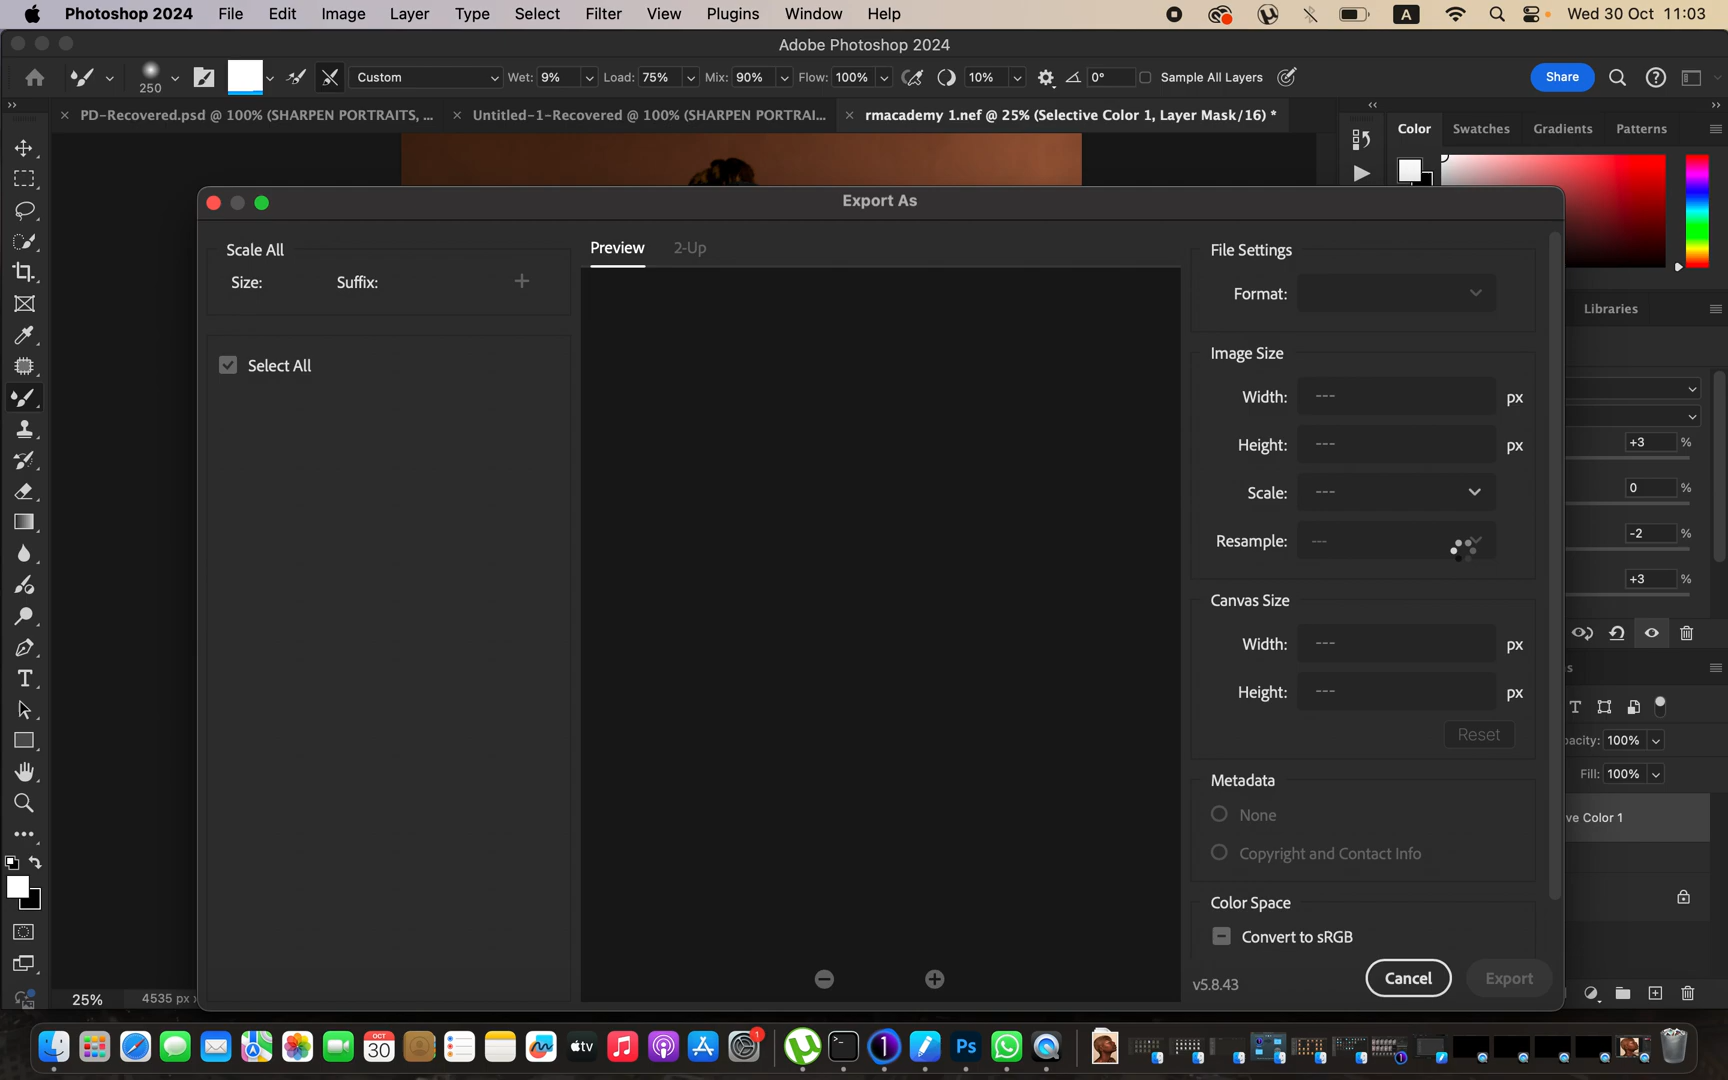 Photoshop 2024 File Edit Image Layer Type Select Filter View Plugins Window Help A Wed 30 Oct 11:03
Adobe Photoshop 2024
250 Custom Wet: 9% Load: 75% Mix: 90% Flow: 100% 10% 0° Sample All Layers Share
PD-Recovered.psd @ 100% (SHARPEN PORTRAITS, ... Untitled-1-Recovered @ 100% (SHARPEN PORTRAI... rmacademy 1.nef @ 25% (Selective Color 1, Layer Mask/16) *
Color Swatches Gradients Patterns
Export As
Scale All
Size: Suffix:
Select All
Preview 2-Up
File Settings
Format:
Image Size
Width: --- px
Height: --- px
Scale: ---
Resample: ---
Canvas Size
Width: --- px
Height: --- px
Reset
Metadata
None
Copyright and Contact Info
Color Space
Convert to sRGB
v5.8.43 Cancel Export
Libraries
+3 %
0 %
-2 %
+3 %
s
pacity: 100%
Fill: 100%
ve Color 1
25% 4535 px
OCT
30
tv
1
Ps